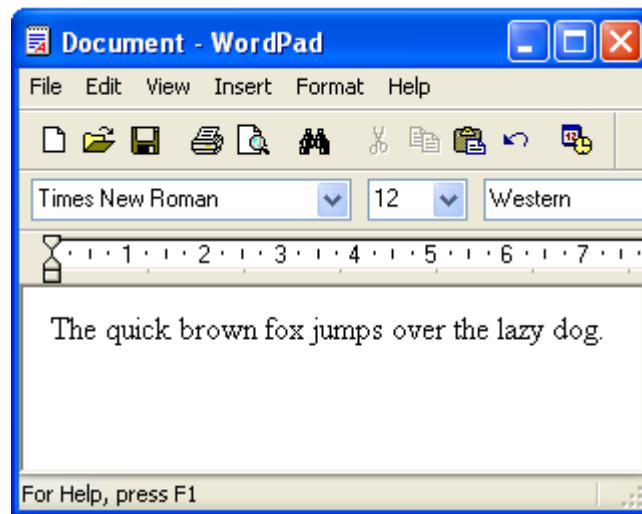 Document - WordPad
File Edit View Insert Format Help
Times New Roman 12 Western
1 2 3 4 5 6 7
The quick brown fox jumps over the lazy dog.
For Help, press F1